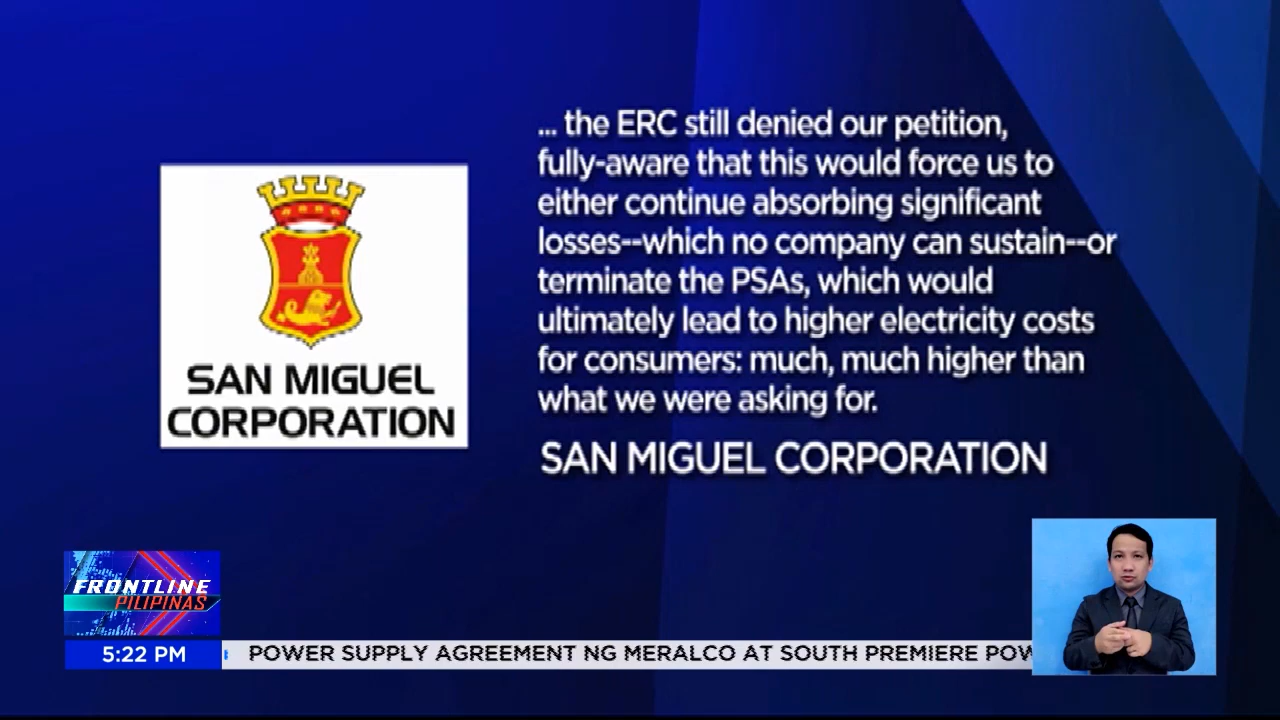 ... the ERC still denied our petition,
fully-aware that this would force us to
either continue absorbing significant
losses--which no company can sustain--or
terminate the PSAs, which would
ultimately lead to higher electricity costs
for consumers: much, much higher than
what we were asking for.
SAN MIGUEL CORPORATION
SAN MIGUEL
CORPORATION
FRONTLINE
PILIPINAS
5:22 PM
POWER SUPPLY AGREEMENT NG MERALCO AT SOUTH PREMIERE POW